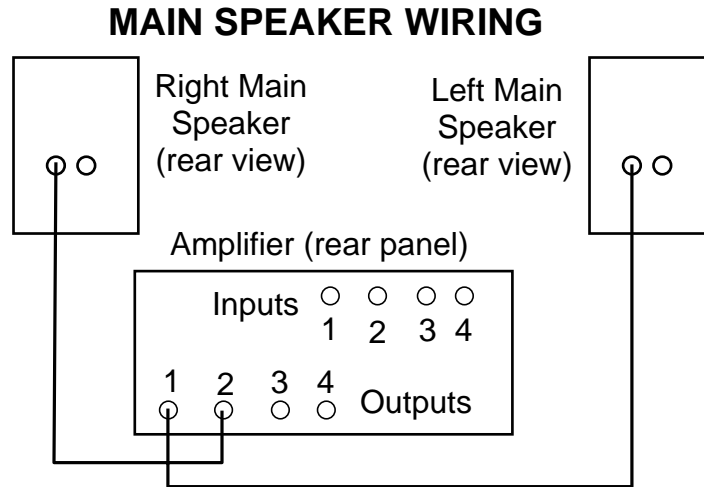 MAIN SPEAKER WIRING
Right Main
Speaker
(rear view)
Left Main
Speaker
(rear view)
Amplifier (rear panel)
Inputs
1 2 3 4
1 2 3 4
Outputs